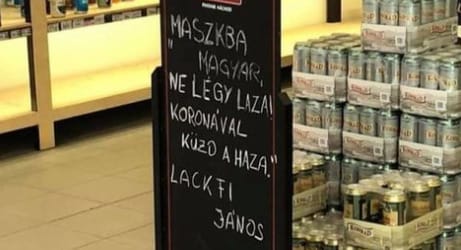 MASZKBA
"MAGYAR,
NE LÉGY LAZA!
KORONÁVAL
KÜZD A HAZA."
LACKFI
JÁNOS